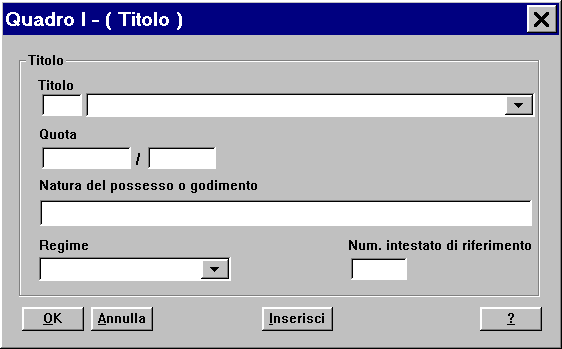 Quadro I - ( Titolo )
Titolo
Titolo
Quota
/
Natura del possesso o godimento
Regime Num. intestato di riferimento
OK Annulla Inserisci ?